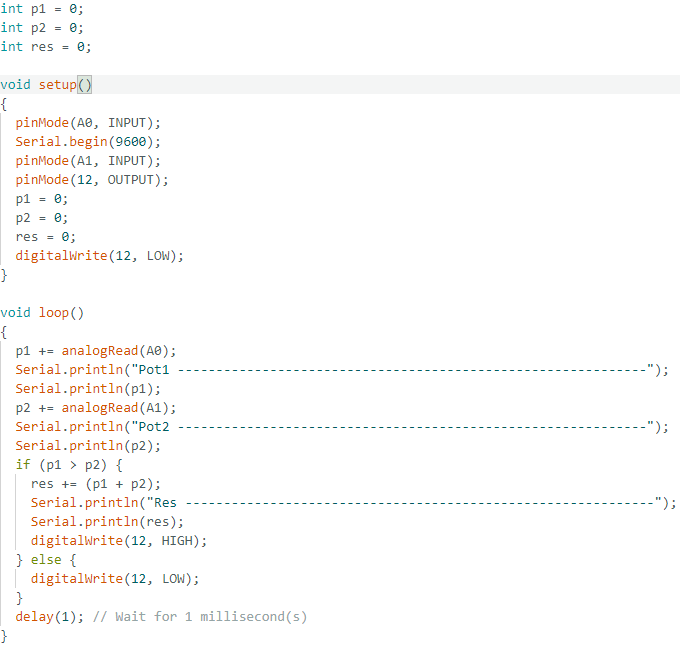 int p1 = 0;
int p2 = 0;
int res = 0;
void setup()
{
pinMode(A0, INPUT);
Serial.begin(9600);
pinMode(A1, INPUT);
pinMode(12, OUTPUT);
p1 = 0;
p2 = 0;
res = 0;
digitalWrite(12, LOW);
}
void loop()
{
p1 += analogRead(A0);
Serial.println("Pot1 -------------------------------------------------------------");
Serial.println(p1);
p2 += analogRead(A1);
Serial.println("Pot2 -------------------------------------------------------------");
Serial.println(p2);
if (p1 > p2) {
res += (p1 + p2);
Serial.println("Res -------------------------------------------------------------");
Serial.println(res);
digitalWrite(12, HIGH);
} else {
digitalWrite(12, LOW);
}
delay(1); // Wait for 1 millisecond(s)
}